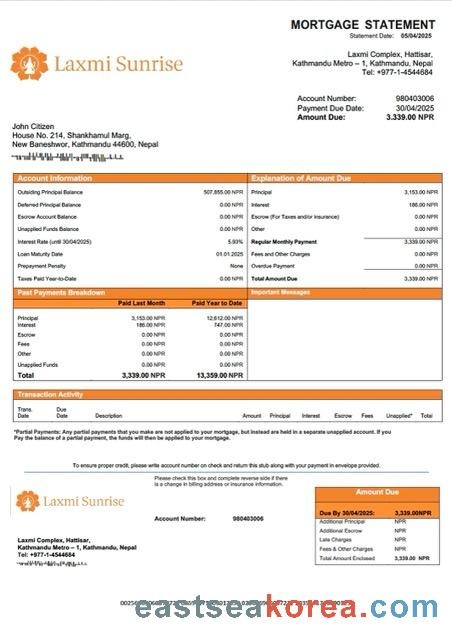 MORTGAGE STATEMENT
Statement Date: 05/04/2025
Laxmi Sunrise
Laxmi Complex, Hattisar,
Kathmandu Metro – 1, Kathmandu, Nepal
Tel: +977-1-4544684
Account Number: 980403006
Payment Due Date: 30/04/2025
Amount Due: 3.339.00 NPR
John Citizen
House No. 214, Shankhamul Marg,
New Baneshwor, Kathmandu 44600, Nepal
Account Information
Outsiding Principal Balance 507,855.00 NPR
Deferred Principal Balance 0.00 NPR
Escrow Account Balance 0.00 NPR
Unapplied Funds Balance 0.00 NPR
Interest Rate (until 30/04/2025) 5.93%
Loan Maturity Date 01.01.2025
Prepayment Penalty None
Taxes Paid Year-to-Date 0.00 NPR
Explanation of Amount Due
Principal 3,153.00 NPR
Interest 186.00 NPR
Escrow (For Taxes and/or Insurance) 0.00 NPR
Other 0.00 NPR
Regular Monthly Payment 3,339.00 NPR
Fees and Other Charges 0.00 NPR
Overdue Payment 0.00 NPR
Total Amount Due 3,339.00 NPR
Past Payments Breakdown
Paid Last Month Paid Year to Date
Principal 3,153.00 NPR 12,612.00 NPR
Interest 186.00 NPR 747.00 NPR
Escrow 0.00 NPR 0.00 NPR
Fees 0.00 NPR 0.00 NPR
Other 0.00 NPR 0.00 NPR
Unapplied Funds 0.00 NPR 0.00 NPR
Total 3,339.00 NPR 13,359.00 NPR
Important Messages
Transaction Activity
Trans. Date Due Date Description Amount Principal Interest Escrow Fees Unapplied* Total
*Partial Payments: Any partial payments that you make are not applied to your mortgage, but instead are held in a separate unapplied account. If you
Pay the balance of a partial payment, the funds will then be applied to your mortgage.
To ensure proper credit, please write account number on check and return this stub along with your payment in envelope provided.
Please check this box and complete reverse side if there
is a change in billing address or insurance information.
Laxmi Sunrise
Account Number: 980403006
Laxmi Complex, Hattisar,
Kathmandu Metro – 1, Kathmandu, Nepal
Tel: +977-1-4544684
Amount Due
Due By 30/04/2025: 3,339.00NPR
Additional Principal NPR
Additional Escrow NPR
Late Charges NPR
Fees & Other Charges NPR
Total Amount Enclosed 3,339.00 NPR
eastseakorea.com